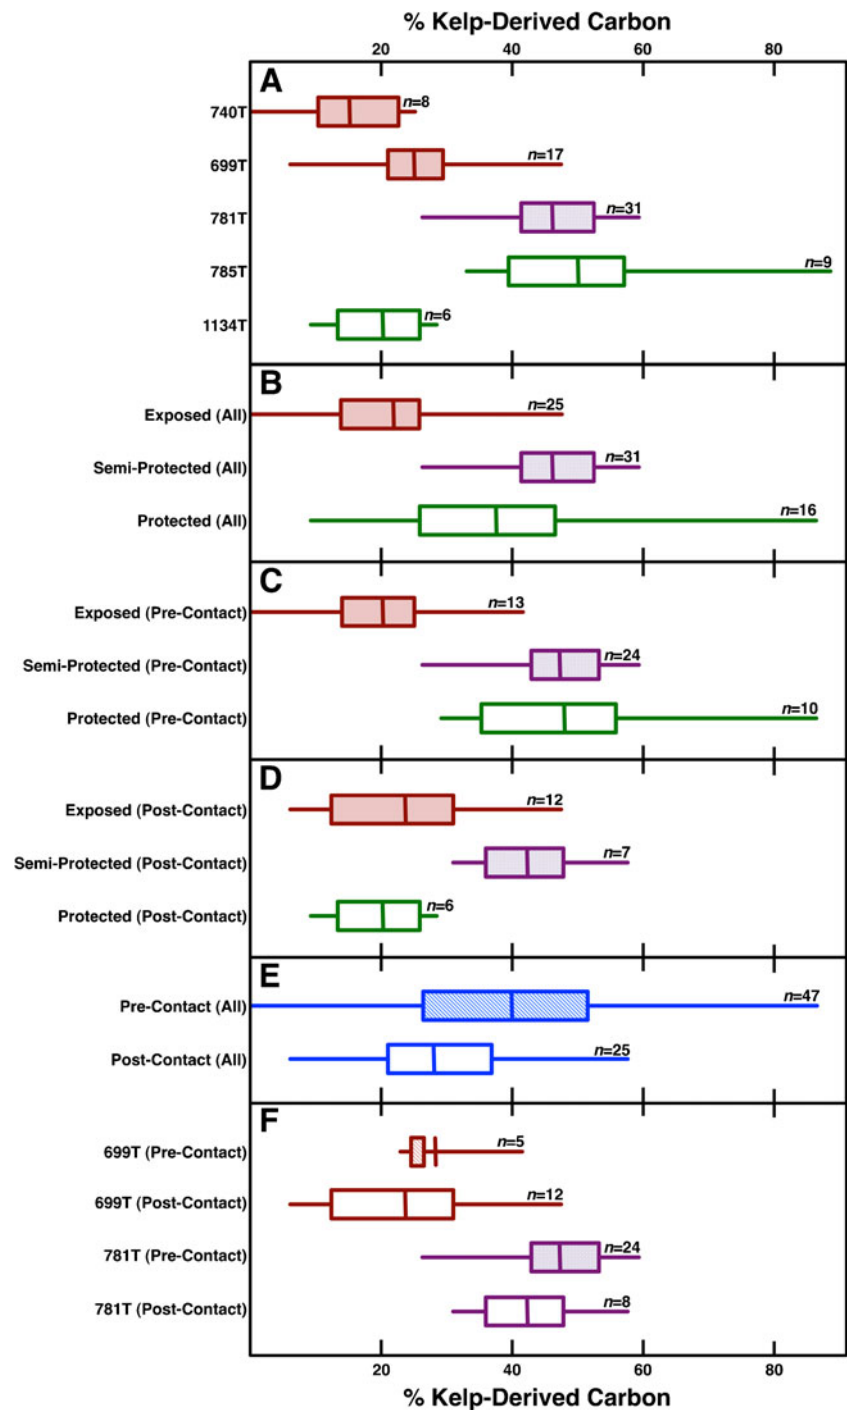 % Kelp-Derived Carbon
20 40 60 80
A
740T n=8
699T n=17
781T n=31
785T n=9
1134T n=6
B
Exposed (All) n=25
Semi-Protected (All) n=31
Protected (All) n=16
C
Exposed (Pre-Contact) n=13
Semi-Protected (Pre-Contact) n=24
Protected (Pre-Contact) n=10
D
Exposed (Post-Contact) n=12
Semi-Protected (Post-Contact) n=7
Protected (Post-Contact) n=6
E
Pre-Contact (All) n=47
Post-Contact (All) n=25
F
699T (Pre-Contact) n=5
699T (Post-Contact) n=12
781T (Pre-Contact) n=24
781T (Post-Contact) n=8
20 40 60 80
% Kelp-Derived Carbon